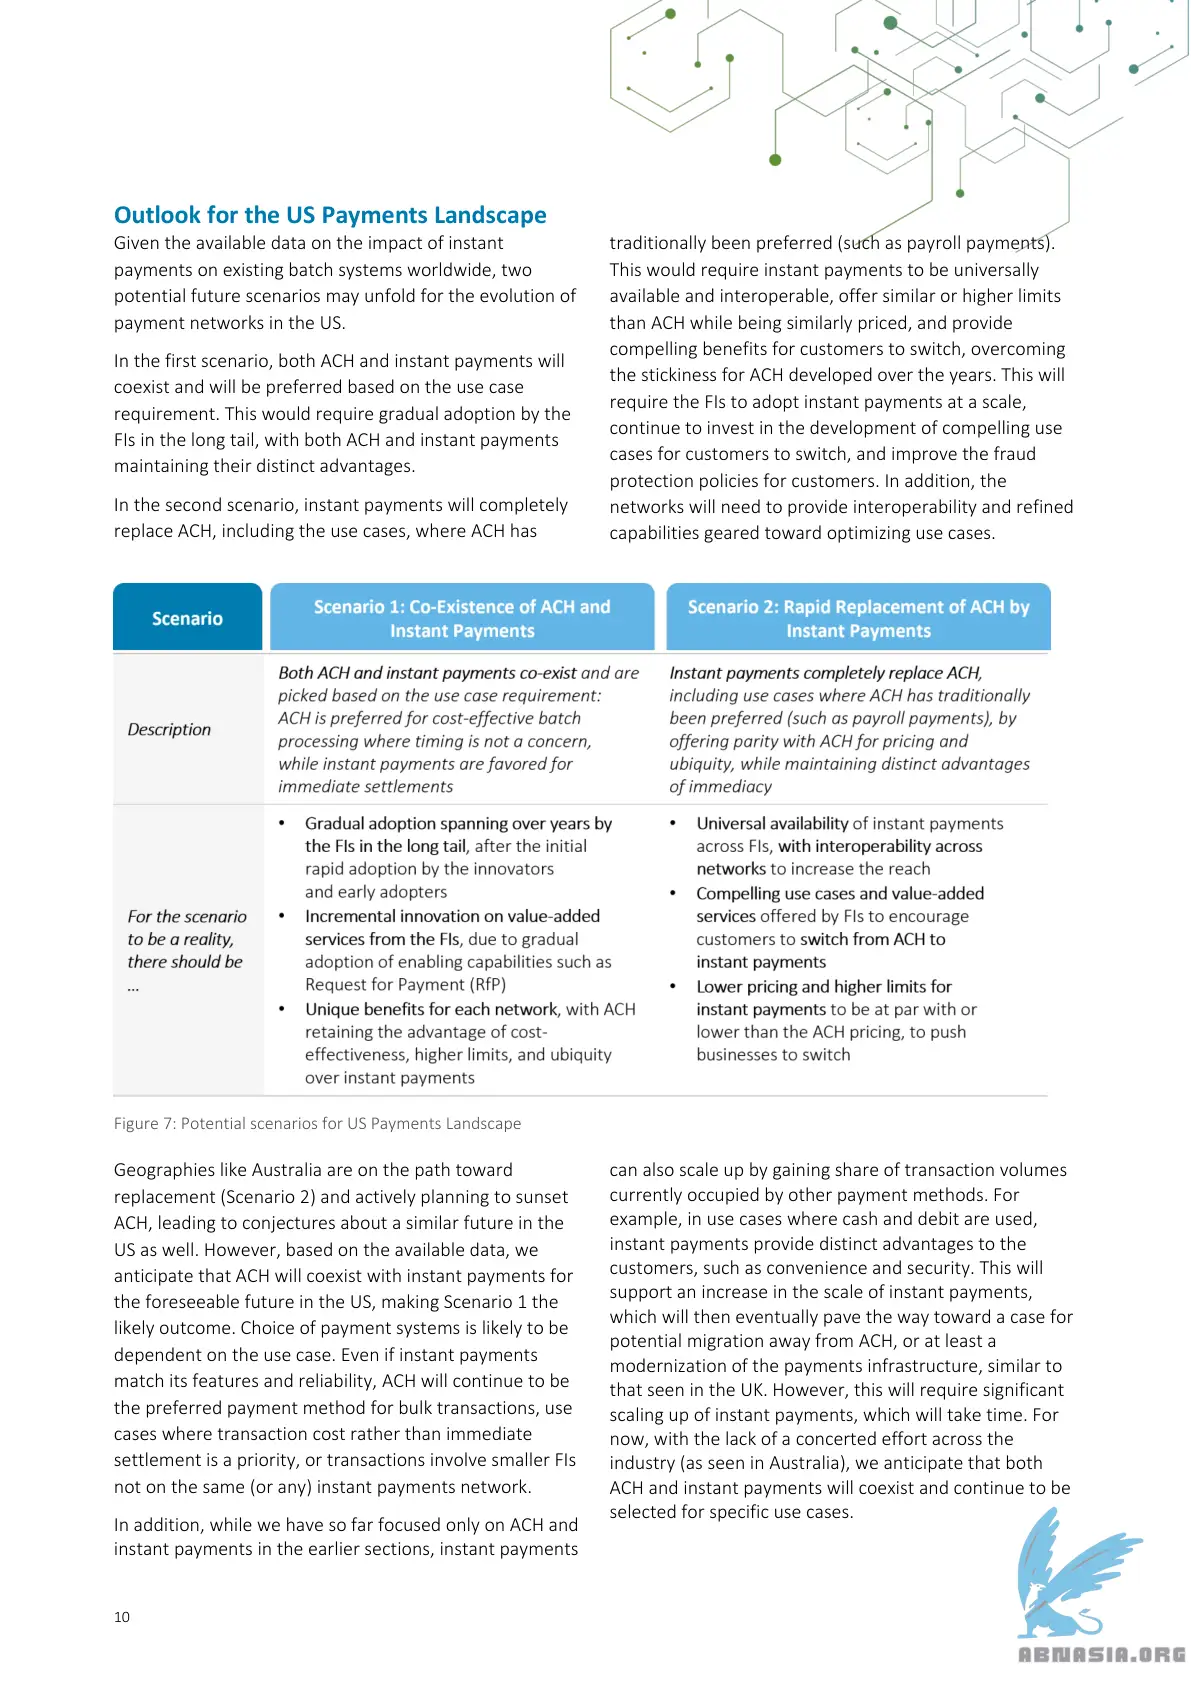 Outlook for the US Payments Landscape
Given the available data on the impact of instant
payments on existing batch systems worldwide, two
potential future scenarios may unfold for the evolution of
payment networks in the US.
In the first scenario, both ACH and instant payments will
coexist and will be preferred based on the use case
requirement. This would require gradual adoption by the
FIs in the long tail, with both ACH and instant payments
maintaining their distinct advantages.
In the second scenario, instant payments will completely
replace ACH, including the use cases, where ACH has
traditionally been preferred (such as payroll payments).
This would require instant payments to be universally
available and interoperable, offer similar or higher limits
than ACH while being similarly priced, and provide
compelling benefits for customers to switch, overcoming
the stickiness for ACH developed over the years. This will
require the FIs to adopt instant payments at a scale,
continue to invest in the development of compelling use
cases for customers to switch, and improve the fraud
protection policies for customers. In addition, the
networks will need to provide interoperability and refined
capabilities geared toward optimizing use cases.
Scenario
Scenario 1: Co-Existence of ACH and
Instant Payments
Scenario 2: Rapid Replacement of ACH by
Instant Payments
Description
Both ACH and instant payments co-exist and are
picked based on the use case requirement:
ACH is preferred for cost-effective batch
processing where timing is not a concern,
while instant payments are favored for
immediate settlements
Instant payments completely replace ACH,
including use cases where ACH has traditionally
been preferred (such as payroll payments), by
offering parity with ACH for pricing and
ubiquity, while maintaining distinct advantages
of immediacy
For the scenario
to be a reality,
there should be
...
• Gradual adoption spanning over years by
the FIs in the long tail, after the initial
rapid adoption by the innovators
and early adopters
• Incremental innovation on value-added
services from the FIs, due to gradual
adoption of enabling capabilities such as
Request for Payment (RfP)
• Unique benefits for each network, with ACH
retaining the advantage of cost-
effectiveness, higher limits, and ubiquity
over instant payments
• Universal availability of instant payments
across FIs, with interoperability across
networks to increase the reach
• Compelling use cases and value-added
services offered by FIs to encourage
customers to switch from ACH to
instant payments
• Lower pricing and higher limits for
instant payments to be at par with or
lower than the ACH pricing, to push
businesses to switch
Figure 7: Potential scenarios for US Payments Landscape
Geographies like Australia are on the path toward
replacement (Scenario 2) and actively planning to sunset
ACH, leading to conjectures about a similar future in the
US as well. However, based on the available data, we
anticipate that ACH will coexist with instant payments for
the foreseeable future in the US, making Scenario 1 the
likely outcome. Choice of payment systems is likely to be
dependent on the use case. Even if instant payments
match its features and reliability, ACH will continue to be
the preferred payment method for bulk transactions, use
cases where transaction cost rather than immediate
settlement is a priority, or transactions involve smaller FIs
not on the same (or any) instant payments network.
In addition, while we have so far focused only on ACH and
instant payments in the earlier sections, instant payments
can also scale up by gaining share of transaction volumes
currently occupied by other payment methods. For
example, in use cases where cash and debit are used,
instant payments provide distinct advantages to the
customers, such as convenience and security. This will
support an increase in the scale of instant payments,
which will then eventually pave the way toward a case for
potential migration away from ACH, or at least a
modernization of the payments infrastructure, similar to
that seen in the UK. However, this will require significant
scaling up of instant payments, which will take time. For
now, with the lack of a concerted effort across the
industry (as seen in Australia), we anticipate that both
ACH and instant payments will coexist and continue to be
selected for specific use cases.
10
ABNASIA.ORG